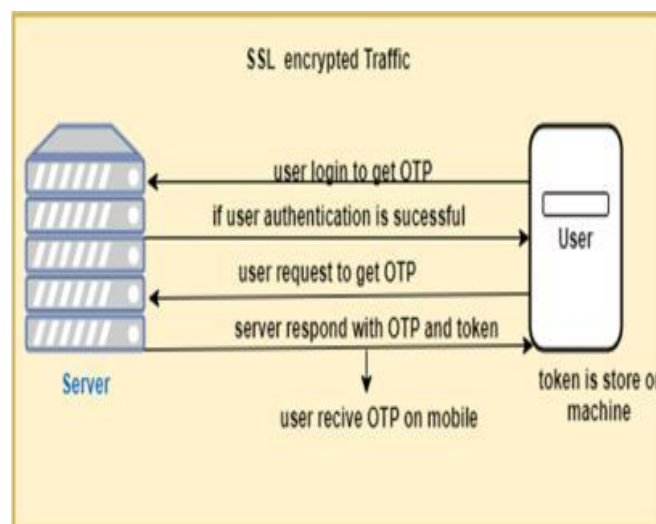 SSL encrypted Traffic
user login to get OTP
if user authentication is sucessful
User
user request to get OTP
server respond with OTP and token
Server
token is store or
machine
user recive OTP on mobile